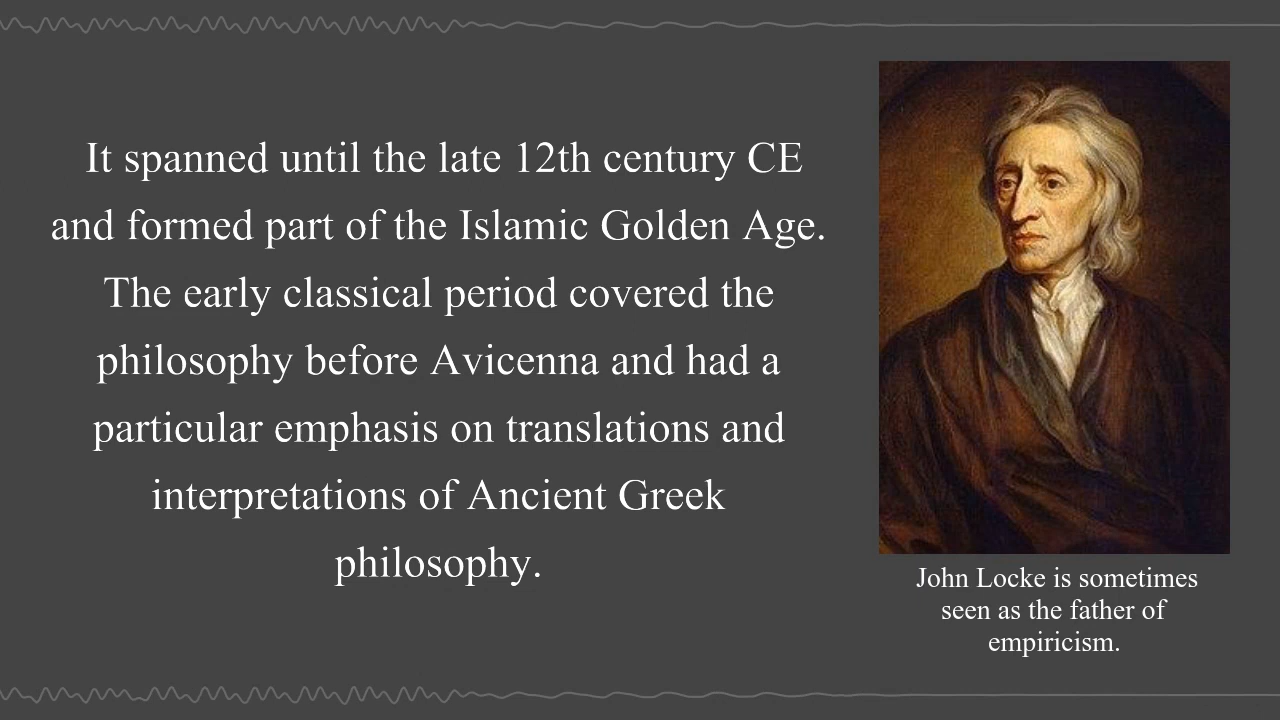 It spanned until the late 12th century CE
and formed part of the Islamic Golden Age.
The early classical period covered the
philosophy before Avicenna and had a
particular emphasis on translations and
interpretations of Ancient Greek
philosophy.
John Locke is sometimes
seen as the father of
empiricism.